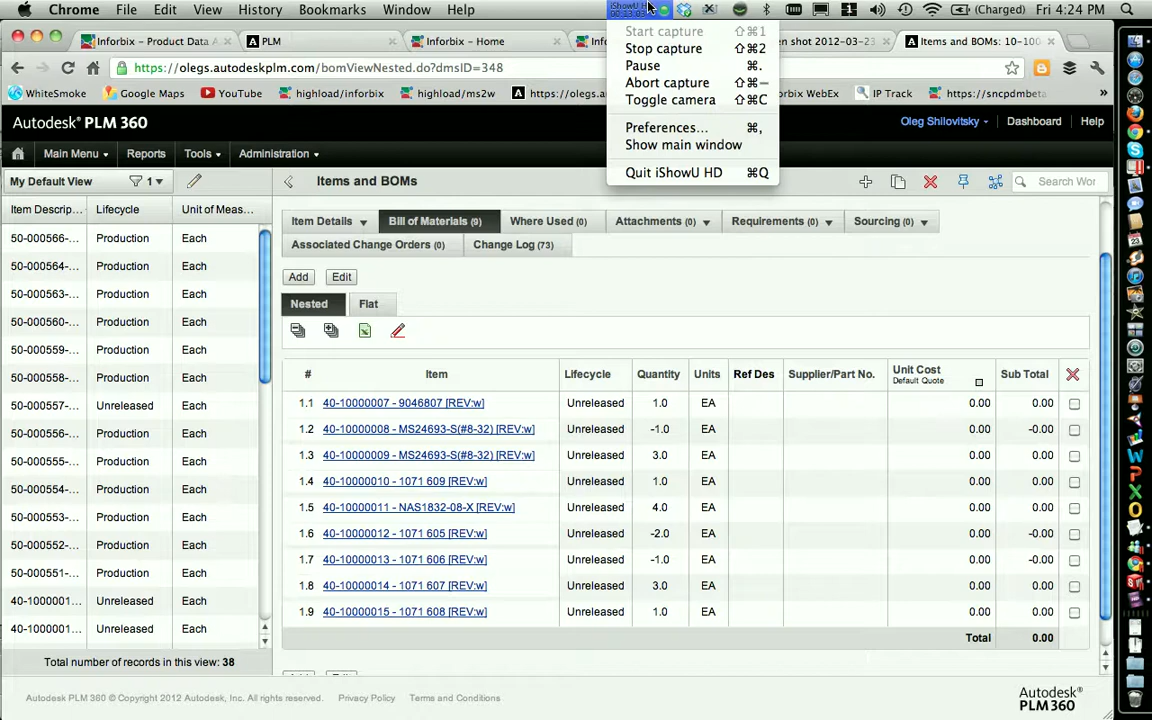 Chrome File Edit View History Bookmarks Window Help iShowU (Charged) Fri 4:24 PM
Start capture ⇧⌘1
Stop capture ⇧⌘2
Pause ⌘.
Abort capture ⇧⌘–
Toggle camera ⇧⌘C
Preferences... ⌘,
Show main window
Quit iShowU HD ⌘Q
Inforbix - Product Data A PLM Inforbix - Home Info en shot 2012-03-23 Items and BOMs: 10-100
https://olegs.autodeskplm.com/bomViewNested.do?dmsID=348
WhiteSmoke Google Maps YouTube highload/inforbix highload/ms2w https://olegs.a nforbix WebEx IP Track https://sncpdmbeta »
Autodesk® PLM 360 Oleg Shilovitsky Dashboard Help
Main Menu Reports Tools Administration
My Default View 1 Items and BOMs Search Wor
Item Descrip... Lifecycle Unit of Meas...
50-000566-... Production Each
50-000564-... Production Each
50-000563-... Production Each
50-000560-... Production Each
50-000559-... Production Each
50-000558-... Production Each
50-000557-... Unreleased Each
50-000556-... Production Each
50-000555-... Production Each
50-000554-... Production Each
50-000553-... Production Each
50-000552-... Production Each
50-000551-... Production Each
40-1000001... Unreleased Each
40-1000001... Unreleased Each
Total number of records in this view: 38
Item Details Bill of Materials (9) Where Used (0) Attachments (0) Requirements (0) Sourcing (0)
Associated Change Orders (0) Change Log (73)
Add Edit
Nested Flat
# Item Lifecycle Quantity Units Ref Des Supplier/Part No. Unit Cost Sub Total
Default Quote
1.1 40-10000007 - 9046807 [REV:w] Unreleased 1.0 EA 0.00 0.00
1.2 40-10000008 - MS24693-S(#8-32) [REV:w] Unreleased -1.0 EA 0.00 -0.00
1.3 40-10000009 - MS24693-S(#8-32) [REV:w] Unreleased 3.0 EA 0.00 0.00
1.4 40-10000010 - 1071 609 [REV:w] Unreleased 1.0 EA 0.00 0.00
1.5 40-10000011 - NAS1832-08-X [REV:w] Unreleased 4.0 EA 0.00 0.00
1.6 40-10000012 - 1071 605 [REV:w] Unreleased -2.0 EA 0.00 -0.00
1.7 40-10000013 - 1071 606 [REV:w] Unreleased -1.0 EA 0.00 -0.00
1.8 40-10000014 - 1071 607 [REV:w] Unreleased 3.0 EA 0.00 0.00
1.9 40-10000015 - 1071 608 [REV:w] Unreleased 1.0 EA 0.00 0.00
Total 0.00
Autodesk PLM 360 © Copyright 2012 Autodesk, Inc. All rights reserved. Privacy Policy Terms and Conditions
Autodesk®
PLM 360